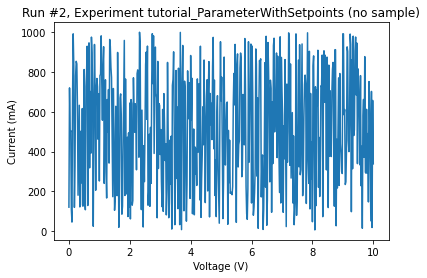 Run #2, Experiment tutorial_ParameterWithSetpoints (no sample)
1000
800
600
400
200
0
Current (mA)
0 2 4 6 8 10
Voltage (V)